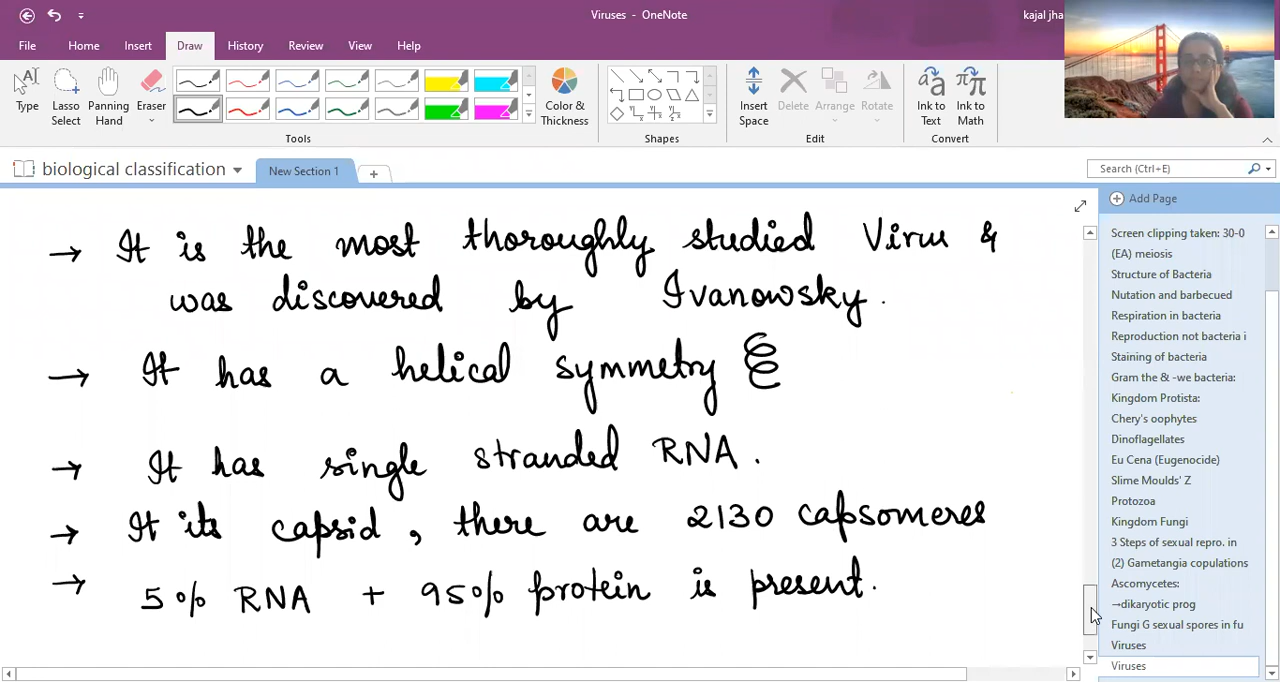 Viruses - OneNote
kajal jha
File Home Insert Draw History Review View Help
Type
Lasso Select
Panning Hand
Eraser
Color & Thickness
Insert Space
Delete
Arrange
Rotate
Ink to Text
Ink to Math
Tools
Shapes
Edit
Convert
biological classification
New Section 1
Search (Ctrl+E)
→ It is the most thoroughly studied Virus &
was discovered by Ivanowsky.
→ It has a helical symmetry
→ It has single stranded RNA.
→ It its capsid, there are 2130 capsomeres
→ 5% RNA + 95% protein is present.
Add Page
Screen clipping taken: 30-0
(EA) meiosis
Structure of Bacteria
Nutation and barbecued
Respiration in bacteria
Reproduction not bacteria i
Staining of bacteria
Gram the & -we bacteria:
Kingdom Protista:
Chery's oophytes
Dinoflagellates
Eu Cena (Eugenocide)
Slime Moulds' Z
Protozoa
Kingdom Fungi
3 Steps of sexual repro. in
(2) Gametangia copulations
Ascomycetes:
→dikaryotic prog
Fungi G sexual spores in fu
Viruses
Viruses